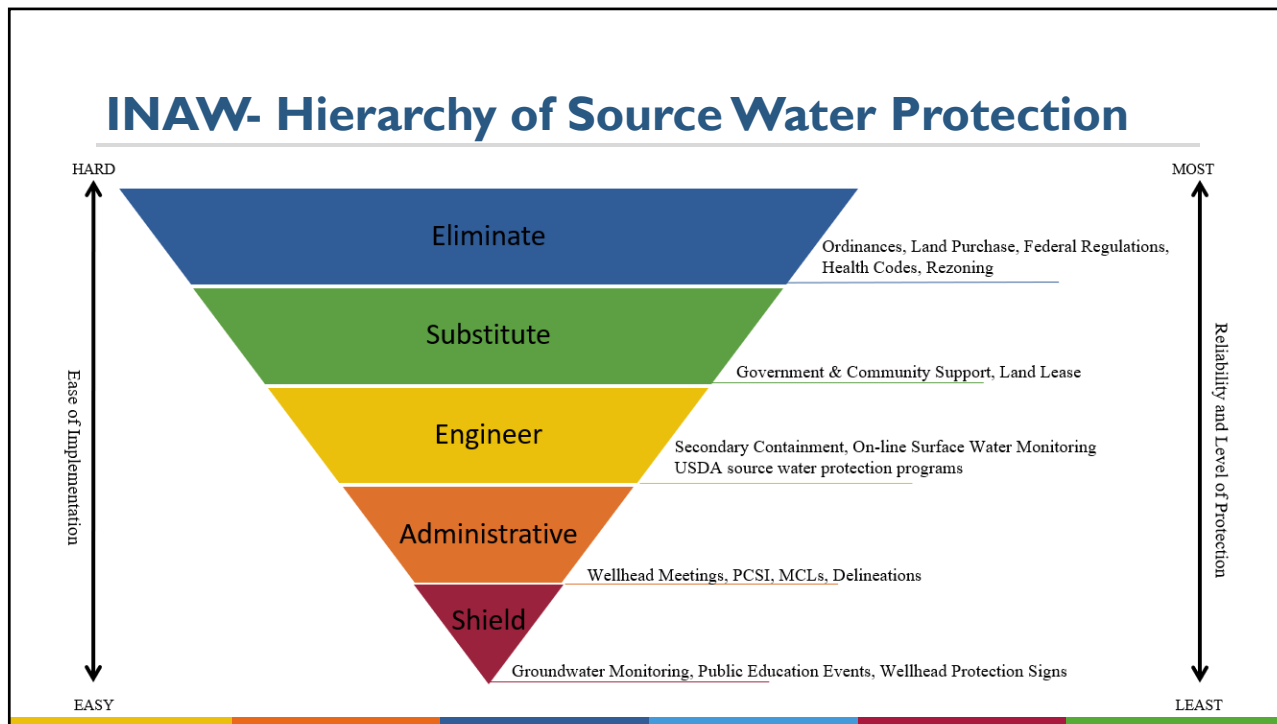 INAW- Hierarchy of Source Water Protection
HARD
MOST
Eliminate
Ordinances, Land Purchase, Federal Regulations,
Health Codes, Rezoning
Substitute
Government & Community Support, Land Lease
Engineer
Secondary Containment, On-line Surface Water Monitoring
USDA source water protection programs
Administrative
Wellhead Meetings, PCSI, MCLs, Delineations
Shield
Groundwater Monitoring, Public Education Events, Wellhead Protection Signs
Ease of Implementation
Reliability and Level of Protection
EASY
LEAST